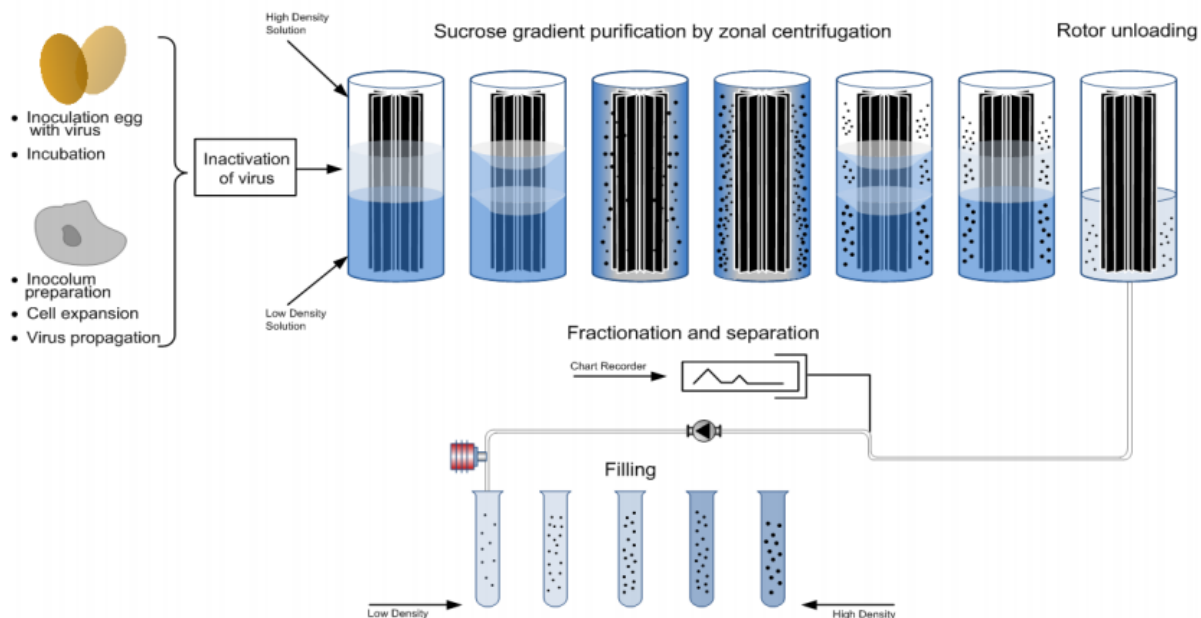 High Density
Solution
Sucrose gradient purification by zonal centrifugation
Rotor unloading
Inoculation egg
with virus
Incubation
Inactivation
of virus
Inocolum
preparation
Cell expansion
Virus propagation
Low Density
Solution
Fractionation and separation
Chart Recorder
Filling
Low Density
High Density